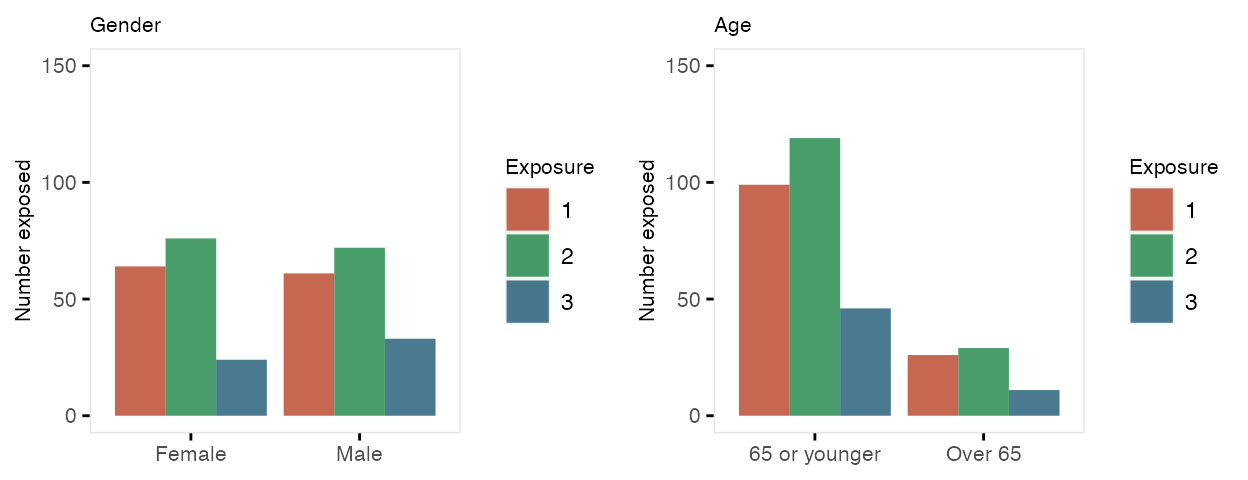 Gender
150
100
50
0
Number exposed
Female Male
Exposure
1
2
3
Age
150
100
50
0
Number exposed
65 or younger Over 65
Exposure
1
2
3